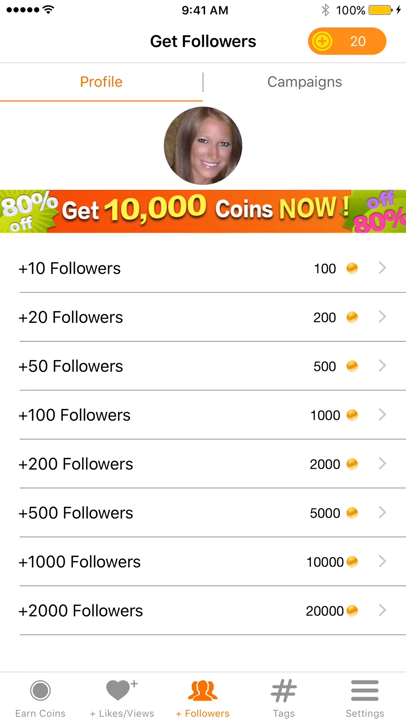 9:41 AM
100%
Get Followers
20
Profile
Campaigns
80% off
Get 10,000 Coins NOW!
off 80%
+10 Followers 100
+20 Followers 200
+50 Followers 500
+100 Followers 1000
+200 Followers 2000
+500 Followers 5000
+1000 Followers 10000
+2000 Followers 20000
Earn Coins
+ Likes/Views
+ Followers
Tags
Settings